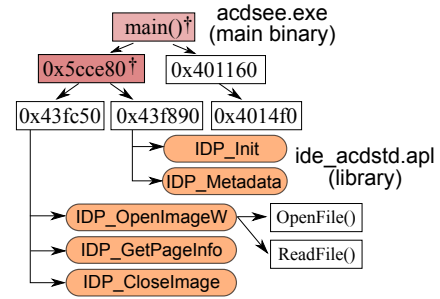 acdsee.exe
(main binary)
main()†
0x5cce80†
0x401160
0x43fc50
0x43f890
0x4014f0
IDP_Init
IDP_Metadata
ide_acdstd.apl
(library)
IDP_OpenImageW
OpenFile()
IDP_GetPageInfo
ReadFile()
IDP_CloseImage